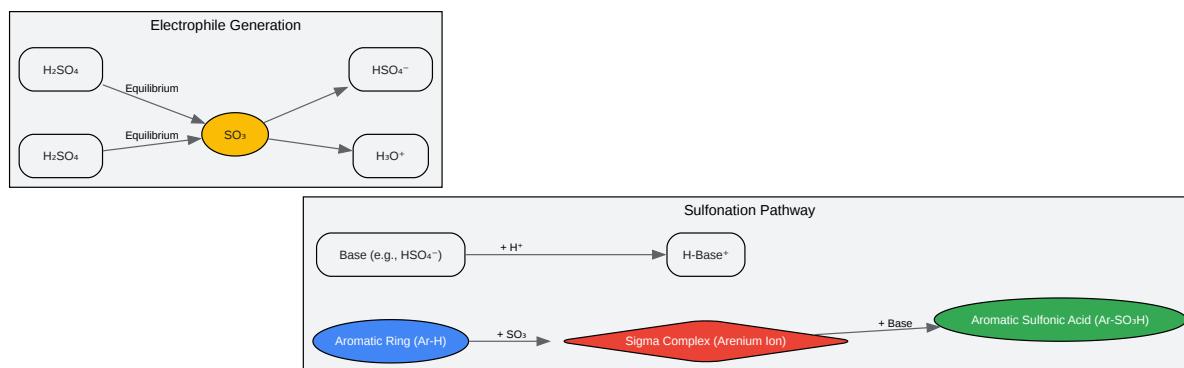 Electrophile Generation
H₂SO₄
HSO₄⁻
Equilibrium
SO₃
Equilibrium
H₂SO₄
H₃O⁺
Sulfonation Pathway
Base (e.g., HSO₄⁻)
+ H⁺
H-Base⁺
Aromatic Ring (Ar-H)
+ SO₃
Sigma Complex (Arenium Ion)
+ Base
Aromatic Sulfonic Acid (Ar-SO₃H)